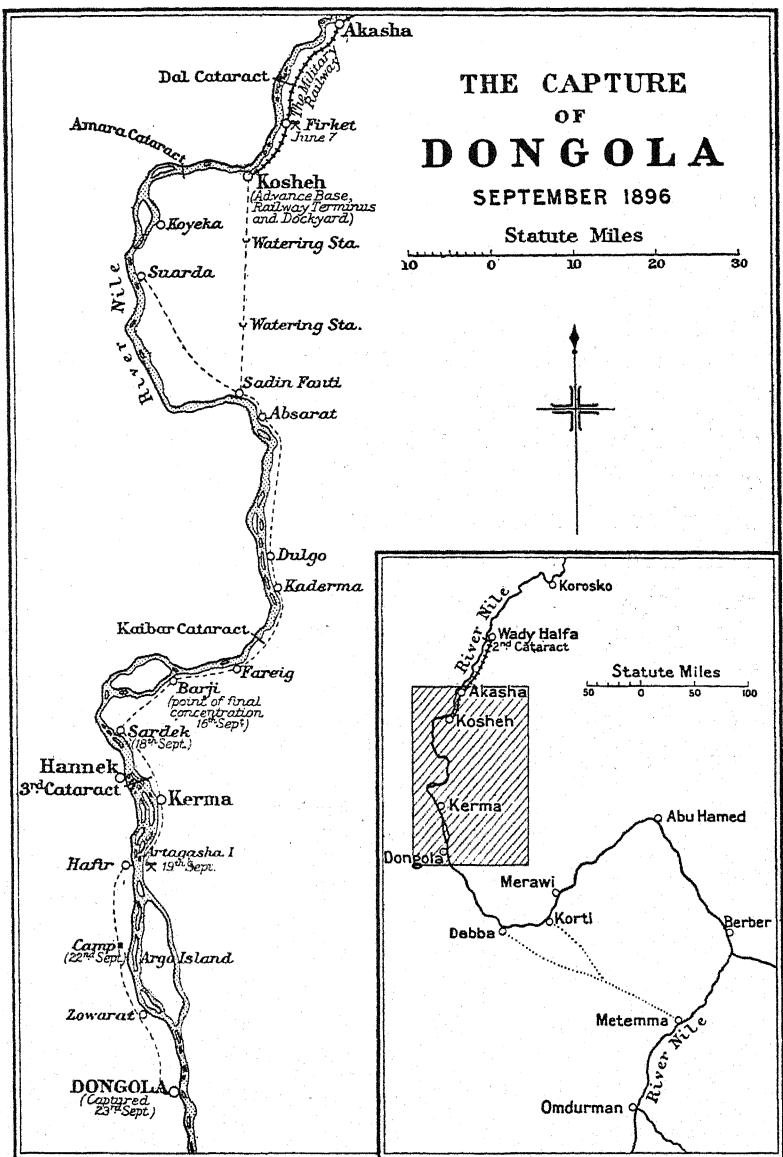 THE CAPTURE
OF
DONGOLA
SEPTEMBER 1896
Statute Miles
10 0 10 20 30
Akasha
Dal Cataract
The Military
Railway
Firket
June 7
Amara Cataract
Kosheh
(Advance Base,
Railway Terminus
and Dockyard)
Koyeka
Watering Sta.
Suarda
River Nile
Watering Sta.
Sadin Fanti
Absarat
Dulgo
Kaderma
Kaibar Cataract
Fareig
Barji
(point of final
concentration
16th Sept.)
Sardek
(18th Sept.)
Hannek
3rd Cataract
Kerma
Artagasha I
Hafir
19th Sept.
Camp
(22nd Sept.)
Argo Island
Zowarat
DONGOLA
(Captured
23rd Sept.)
Korosko
River Nile
Wady Halfa
2nd Cataract
Statute Miles
50 0 50 100
Akasha
Kosheh
Kerma
Dongola
Abu Hamed
Merawi
Korti
Dabba
Berber
Metemma
River Nile
Omdurman